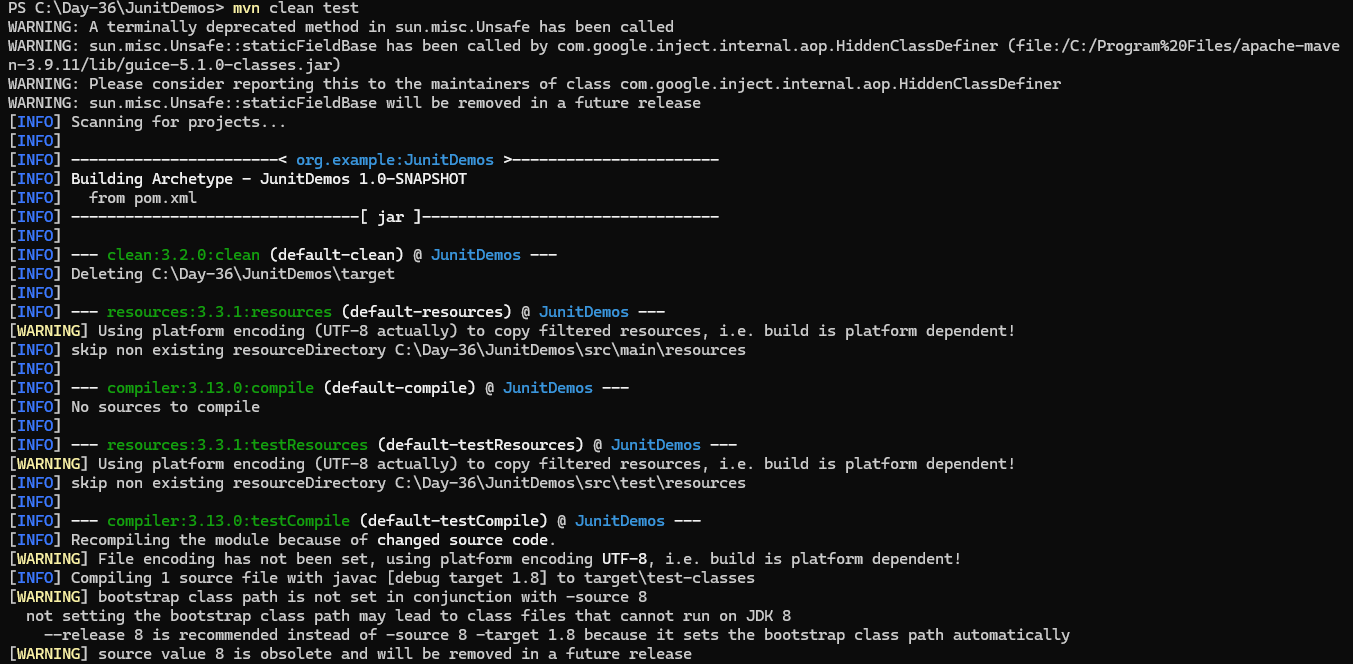 PS C:\Day-36\JunitDemos> mvn clean test
WARNING: A terminally deprecated method in sun.misc.Unsafe has been called
WARNING: sun.misc.Unsafe::staticFieldBase has been called by com.google.inject.internal.aop.HiddenClassDefiner (file:/C:/Program%20Files/apache-mave
n-3.9.11/lib/guice-5.1.0-classes.jar)
WARNING: Please consider reporting this to the maintainers of class com.google.inject.internal.aop.HiddenClassDefiner
WARNING: sun.misc.Unsafe::staticFieldBase will be removed in a future release
[INFO] Scanning for projects...
[INFO]
[INFO] -----------------------< org.example:JunitDemos >-----------------------
[INFO] Building Archetype - JunitDemos 1.0-SNAPSHOT
[INFO]   from pom.xml
[INFO] --------------------------------[ jar ]---------------------------------
[INFO]
[INFO] --- clean:3.2.0:clean (default-clean) @ JunitDemos ---
[INFO] Deleting C:\Day-36\JunitDemos\target
[INFO]
[INFO] --- resources:3.3.1:resources (default-resources) @ JunitDemos ---
[WARNING] Using platform encoding (UTF-8 actually) to copy filtered resources, i.e. build is platform dependent!
[INFO] skip non existing resourceDirectory C:\Day-36\JunitDemos\src\main\resources
[INFO]
[INFO] --- compiler:3.13.0:compile (default-compile) @ JunitDemos ---
[INFO] No sources to compile
[INFO]
[INFO] --- resources:3.3.1:testResources (default-testResources) @ JunitDemos ---
[WARNING] Using platform encoding (UTF-8 actually) to copy filtered resources, i.e. build is platform dependent!
[INFO] skip non existing resourceDirectory C:\Day-36\JunitDemos\src\test\resources
[INFO]
[INFO] --- compiler:3.13.0:testCompile (default-testCompile) @ JunitDemos ---
[INFO] Recompiling the module because of changed source code.
[WARNING] File encoding has not been set, using platform encoding UTF-8, i.e. build is platform dependent!
[INFO] Compiling 1 source file with javac [debug target 1.8] to target\test-classes
[WARNING] bootstrap class path is not set in conjunction with -source 8
  not setting the bootstrap class path may lead to class files that cannot run on JDK 8
    --release 8 is recommended instead of -source 8 -target 1.8 because it sets the bootstrap class path automatically
[WARNING] source value 8 is obsolete and will be removed in a future release